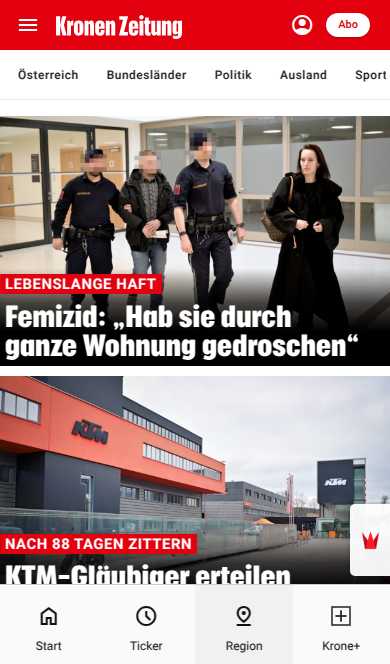 Kronen Zeitung
Abo
Österreich Bundesländer Politik Ausland Sport
LEBENSLANGE HAFT
Femizid: „Hab sie durch
ganze Wohnung gedroschen“
KTM
KTM
NACH 88 TAGEN ZITTERN
KTM-Gläubiger erteilen
Start Ticker Region Krone+